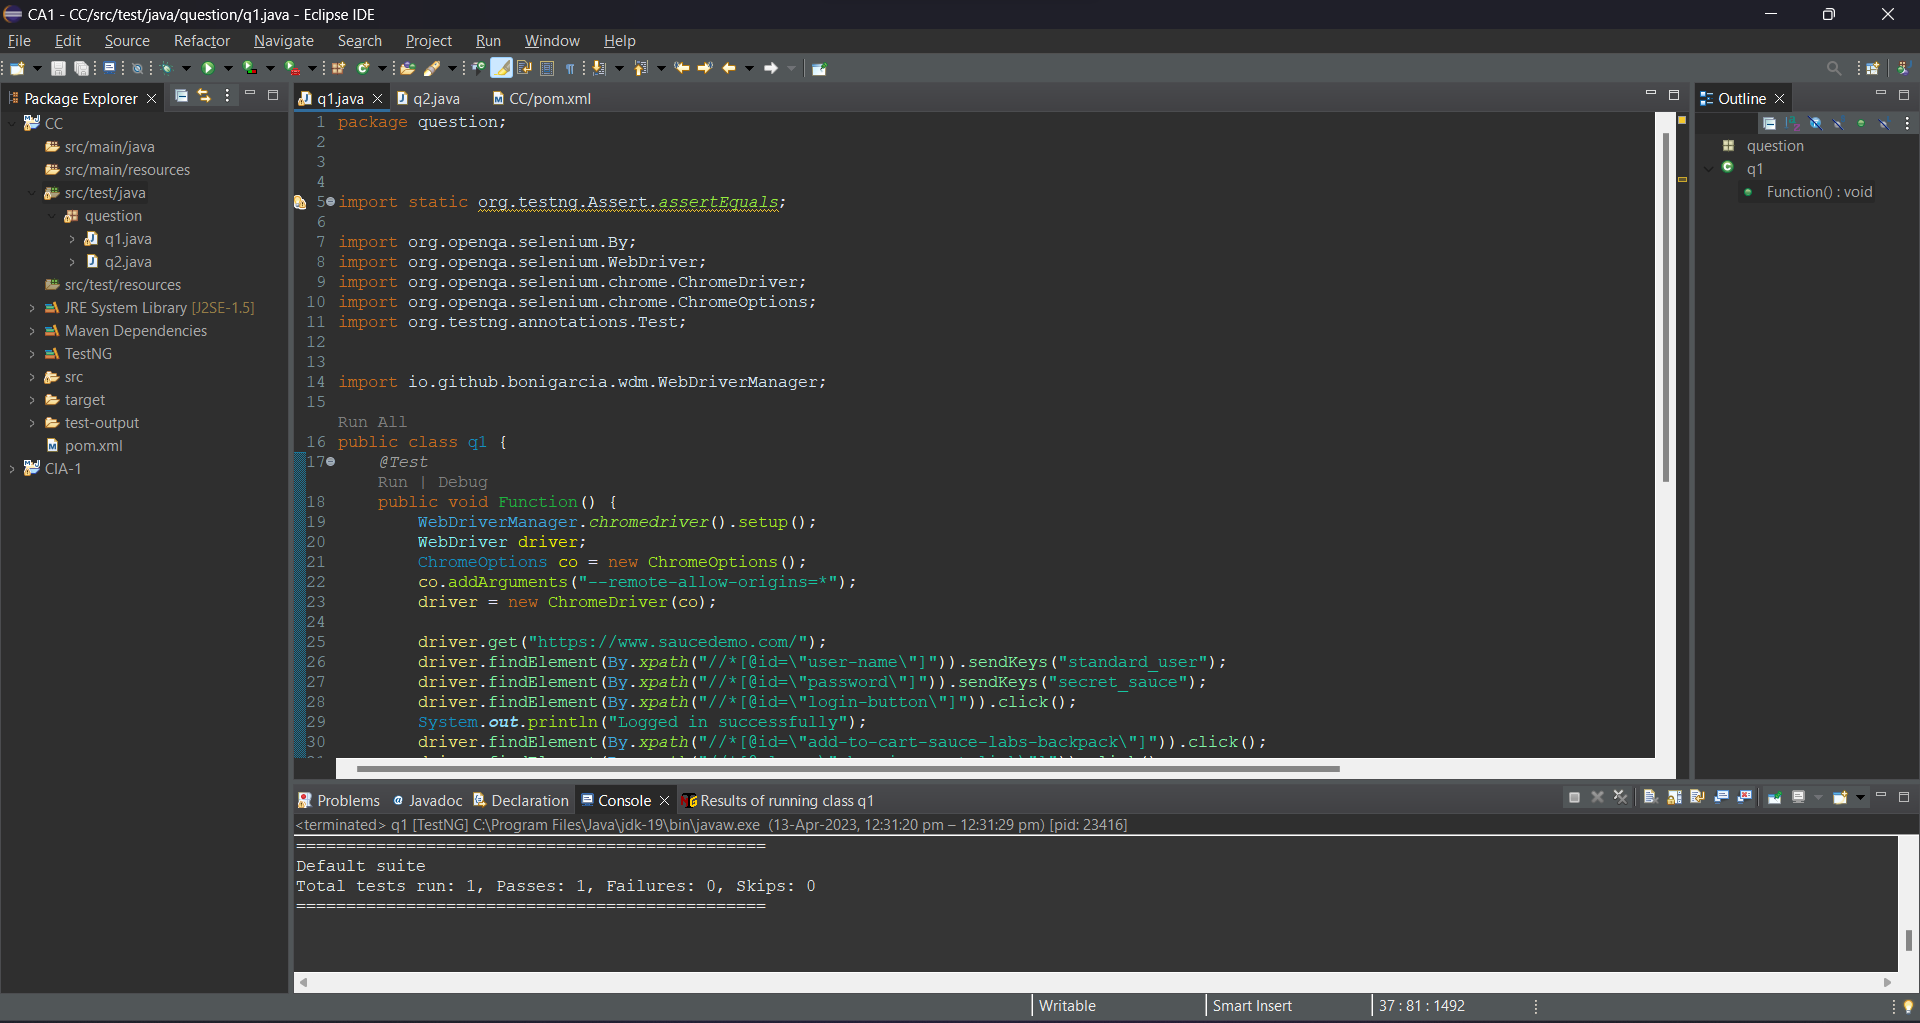 CA1 - CC/src/test/java/question/q1.java - Eclipse IDE
File Edit Source Refactor Navigate Search Project Run Window Help
Package Explorer
CC
src/main/java
src/main/resources
src/test/java
question
q1.java
q2.java
src/test/resources
JRE System Library [J2SE-1.5]
Maven Dependencies
TestNG
src
target
test-output
pom.xml
CIA-1
q1.java q2.java CC/pom.xml
1 package question;
2
3
4
5 import static org.testng.Assert.assertEquals;
6
7 import org.openqa.selenium.By;
8 import org.openqa.selenium.WebDriver;
9 import org.openqa.selenium.chrome.ChromeDriver;
10 import org.openqa.selenium.chrome.ChromeOptions;
11 import org.testng.annotations.Test;
12
13
14 import io.github.bonigarcia.wdm.WebDriverManager;
15
Run All
16 public class q1 {
17 @Test
Run | Debug
18 public void Function() {
19 WebDriverManager.chromedriver().setup();
20 WebDriver driver;
21 ChromeOptions co = new ChromeOptions();
22 co.addArguments("--remote-allow-origins=*");
23 driver = new ChromeDriver(co);
24
25 driver.get("https://www.saucedemo.com/");
26 driver.findElement(By.xpath("//*[@id=\"user-name\"]")).sendKeys("standard_user");
27 driver.findElement(By.xpath("//*[@id=\"password\"]")).sendKeys("secret_sauce");
28 driver.findElement(By.xpath("//*[@id=\"login-button\"]")).click();
29 System.out.println("Logged in successfully");
30 driver.findElement(By.xpath("//*[@id=\"add-to-cart-sauce-labs-backpack\"]")).click();
Outline
question
q1
Function() : void
Problems Javadoc Declaration Console Results of running class q1
<terminated> q1 [TestNG] C:\Program Files\Java\jdk-19\bin\javaw.exe (13-Apr-2023, 12:31:20 pm – 12:31:29 pm) [pid: 23416]
===============================================
Default suite
Total tests run: 1, Passes: 1, Failures: 0, Skips: 0
===============================================
Writable Smart Insert 37 : 81 : 1492